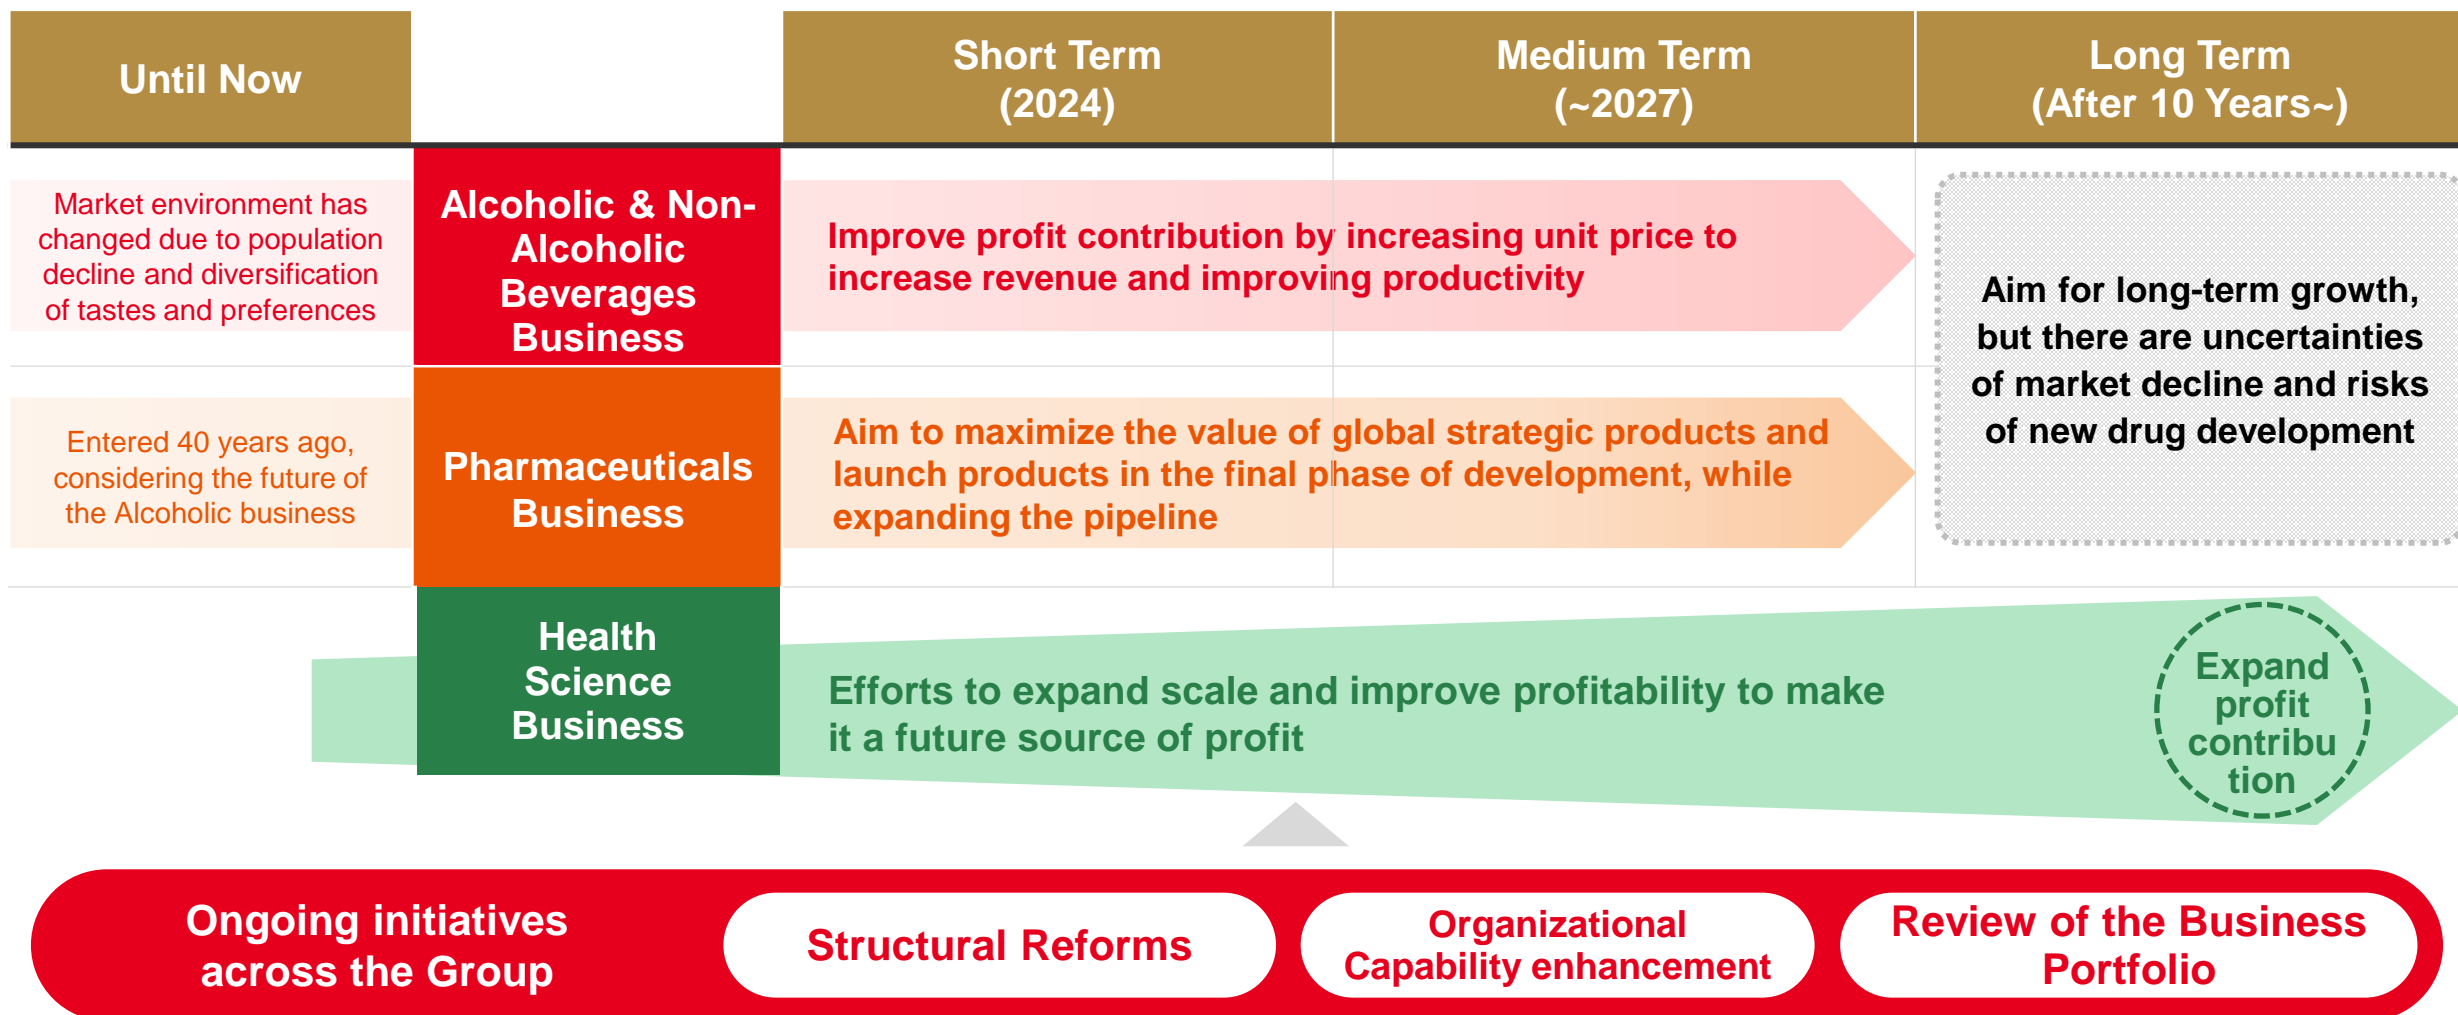 Until Now
Short Term
(2024)
Medium Term
(~2027)
Long Term
(After 10 Years~)
Market environment has
changed due to population
decline and diversification
of tastes and preferences
Alcoholic & Non-
Alcoholic
Beverages
Business
Improve profit contribution by increasing unit price to
increase revenue and improving productivity
Aim for long-term growth,
but there are uncertainties
of market decline and risks
of new drug development
Entered 40 years ago,
considering the future of
the Alcoholic business
Pharmaceuticals
Business
Aim to maximize the value of global strategic products and
launch products in the final phase of development, while
expanding the pipeline
Health
Science
Business
Efforts to expand scale and improve profitability to make
it a future source of profit
Expand
profit
contribu
tion
Ongoing initiatives
across the Group
Structural Reforms
Organizational
Capability enhancement
Review of the Business
Portfolio